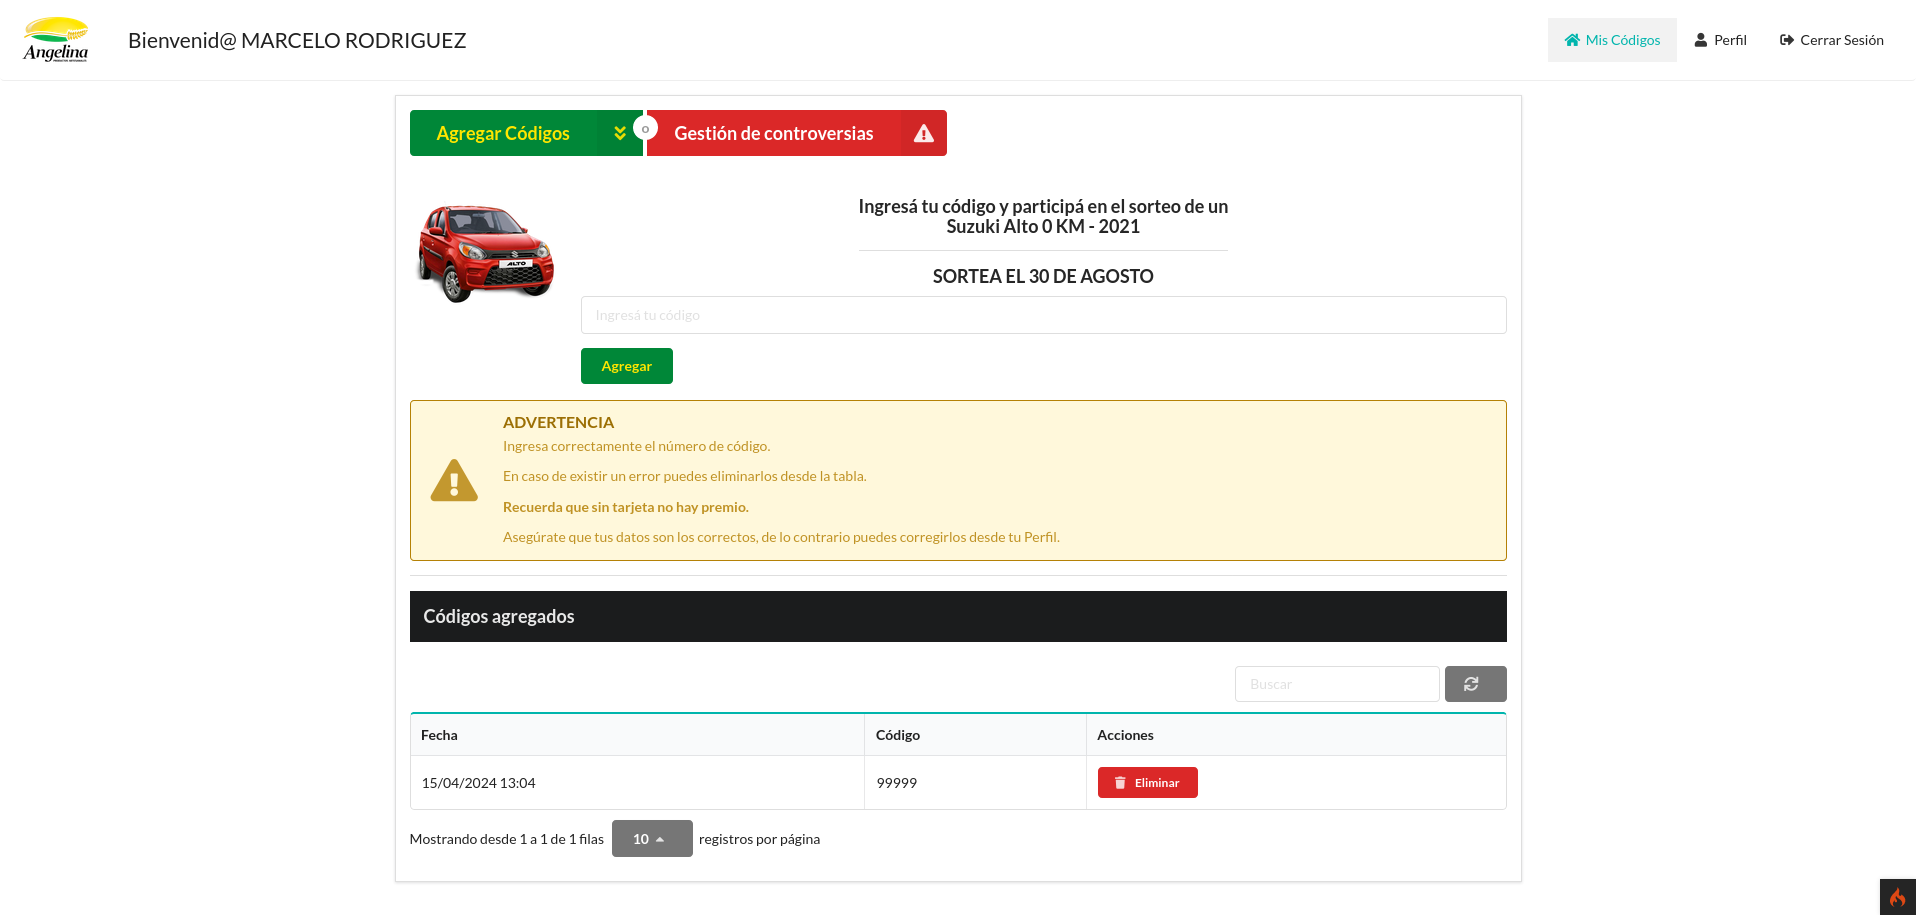 Angelina
Bienvenid@ MARCELO RODRIGUEZ
Mis Códigos
Perfil
Cerrar Sesión
Agregar Códigos
o
Gestión de controversias
Ingresá tu código y participá en el sorteo de un
Suzuki Alto 0 KM - 2021
ALTO
SORTEA EL 30 DE AGOSTO
Ingresá tu código
Agregar
ADVERTENCIA
Ingresa correctamente el número de código.
En caso de existir un error puedes eliminarlos desde la tabla.
Recuerda que sin tarjeta no hay premio.
Asegúrate que tus datos son los correctos, de lo contrario puedes corregirlos desde tu Perfil.
Códigos agregados
Buscar
Fecha Código Acciones
15/04/2024 13:04 99999 Eliminar
Mostrando desde 1 a 1 de 1 filas 10 registros por página